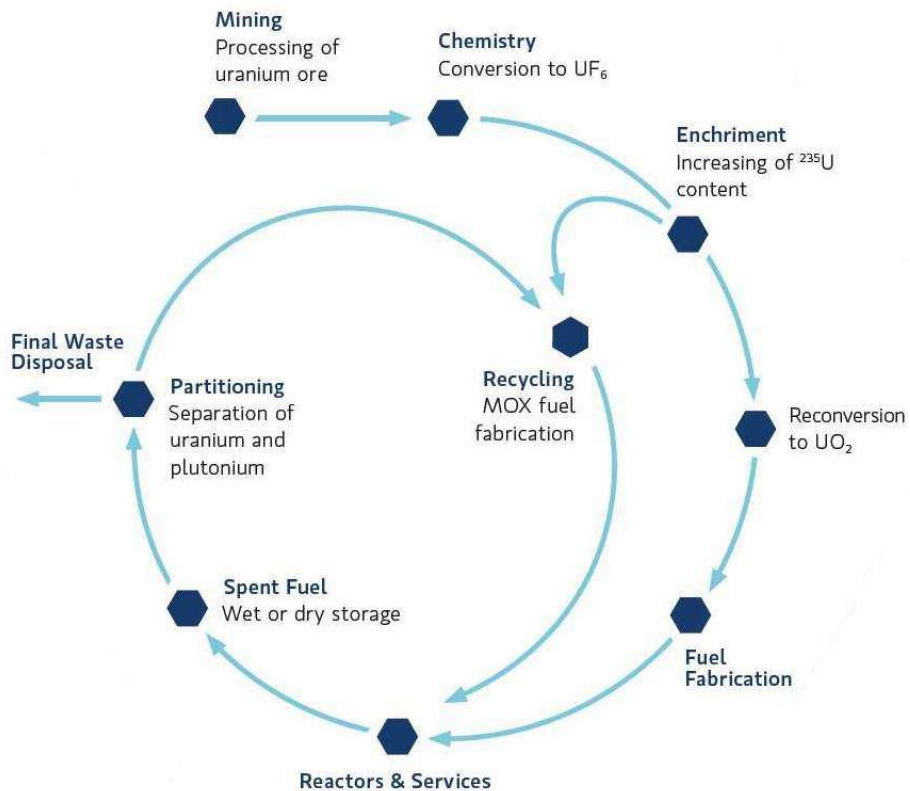 Mining
Processing of
uranium ore
Chemistry
Conversion to UF₆
Enchriment
Increasing of ²³⁵U
content
Final Waste
Disposal
Partitioning
Separation of
uranium and
plutonium
Recycling
MOX fuel
fabrication
Reconversion
to UO₂
Spent Fuel
Wet or dry storage
Fuel
Fabrication
Reactors & Services